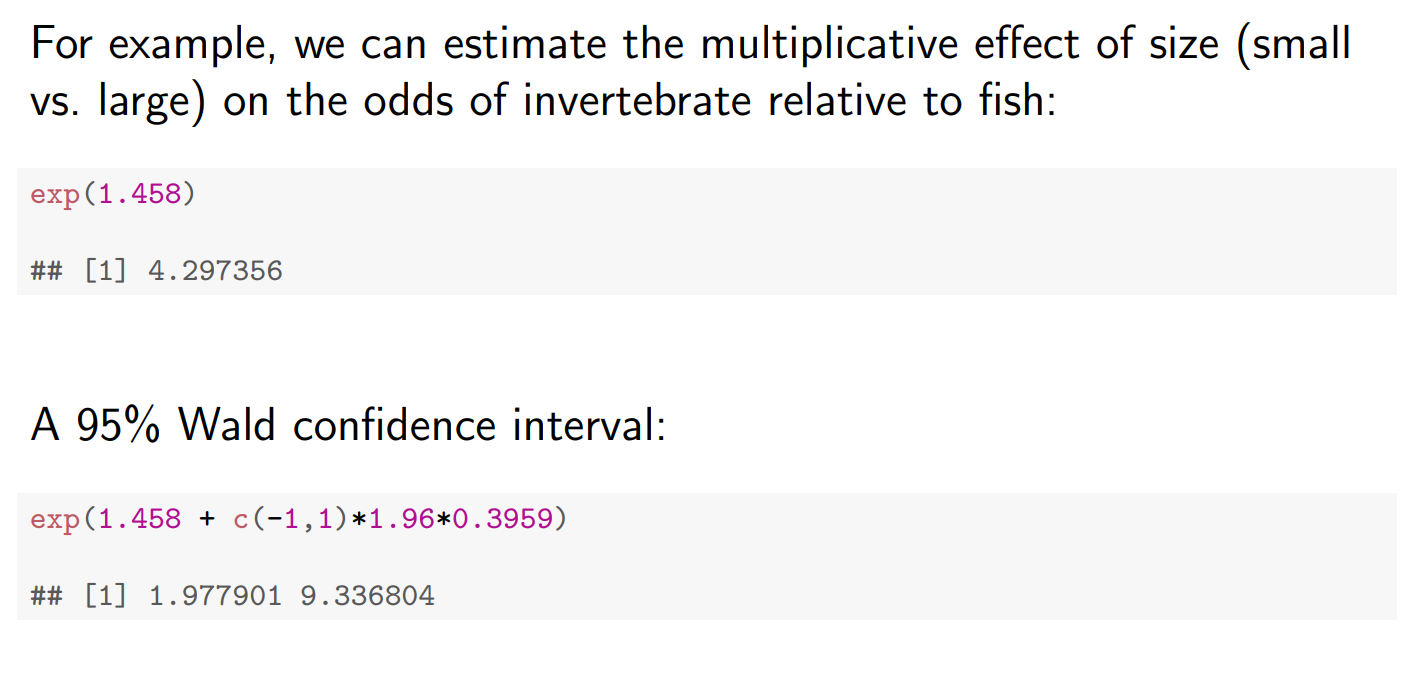 For example, we can estimate the multiplicative effect of size (small
vs. large) on the odds of invertebrate relative to fish:
exp(1.458)
## [1] 4.297356
A 95% Wald confidence interval:
exp(1.458 + c(-1,1)*1.96*0.3959)
## [1] 1.977901 9.336804